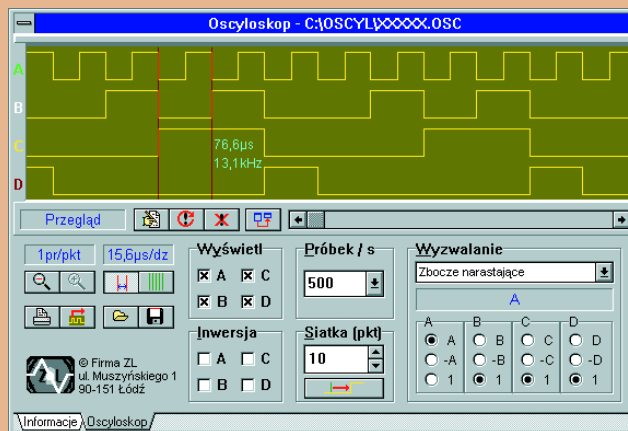 Oscyloskop - C:\OSCYL\XXXXX.OSC
A
B
C
D
76,6µs
13,1kHz
Przegląd
1pr/pkt 15,6µs/dz
Wyświetl
A C
B D
Inwersja
A C
B D
Próbek / s
500
Siatka (pkt)
10
Wyzwalanie
Zbocze narastające
A
A B C D
A B C D
-A -B -C -D
1 1 1 1
ZŁ
© Firma ZL
ul. Muszyńskiego 1
90-151 Łódź
Informacje Oscyloskop